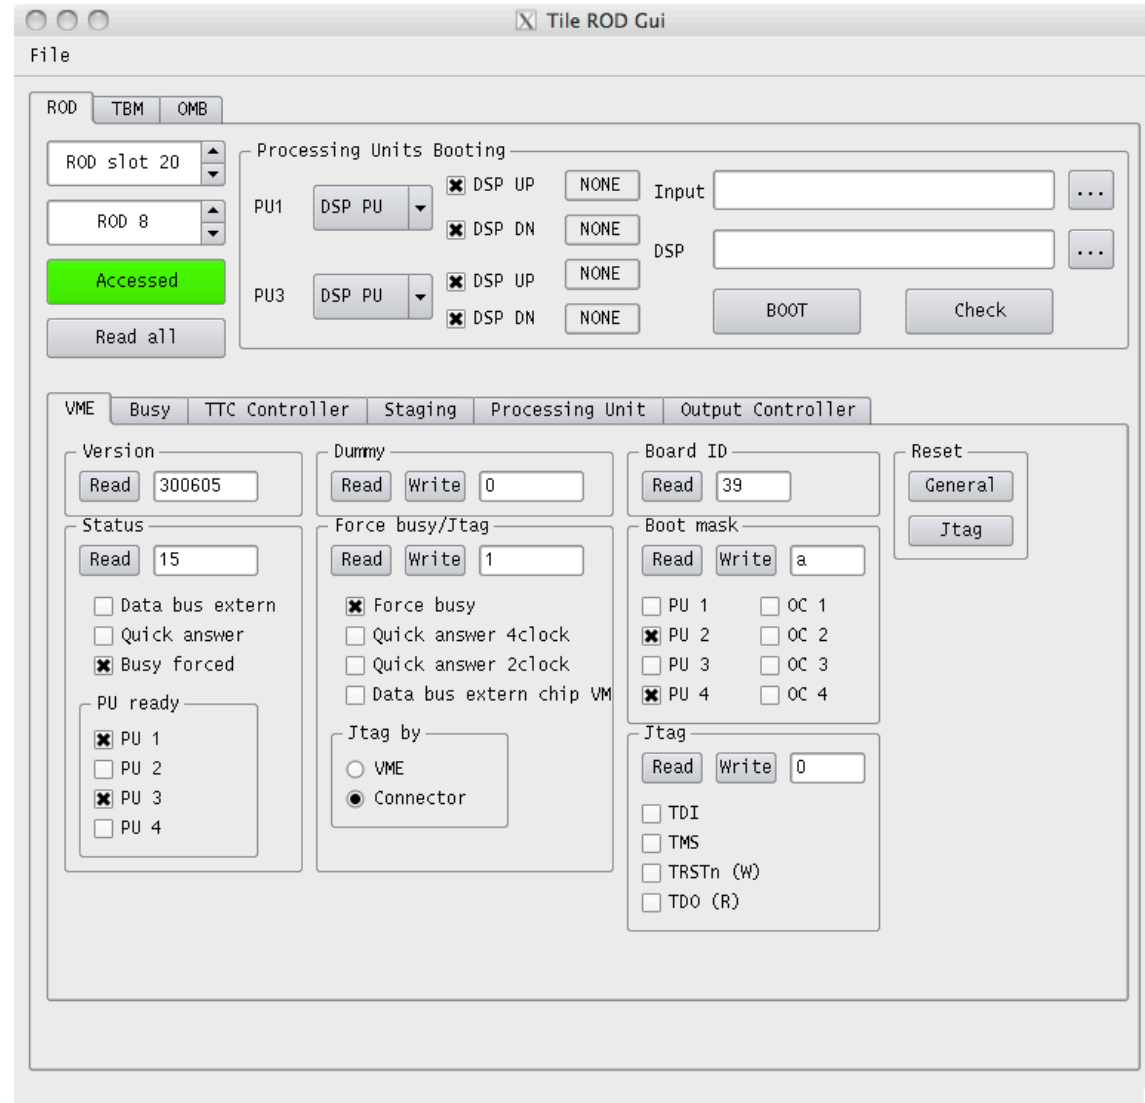 X Tile ROD Gui
File
ROD TBM OMB
ROD slot 20
ROD 8
Accessed
Read all
Processing Units Booting
PU1 DSP PU DSP UP NONE
DSP DN NONE
PU3 DSP PU DSP UP NONE
DSP DN NONE
Input ...
DSP ...
BOOT Check
VME Busy TTC Controller Staging Processing Unit Output Controller
Version
Read 300605
Status
Read 15
Data bus extern
Quick answer
Busy forced
PU ready
PU 1
PU 2
PU 3
PU 4
Dummy
Read Write 0
Force busy/Jtag
Read Write 1
Force busy
Quick answer 4clock
Quick answer 2clock
Data bus extern chip VM
Jtag by
VME
Connector
Board ID
Read 39
Boot mask
Read Write a
PU 1 OC 1
PU 2 OC 2
PU 3 OC 3
PU 4 OC 4
Jtag
Read Write 0
TDI
TMS
TRSTn (W)
TDO (R)
Reset
General
Jtag